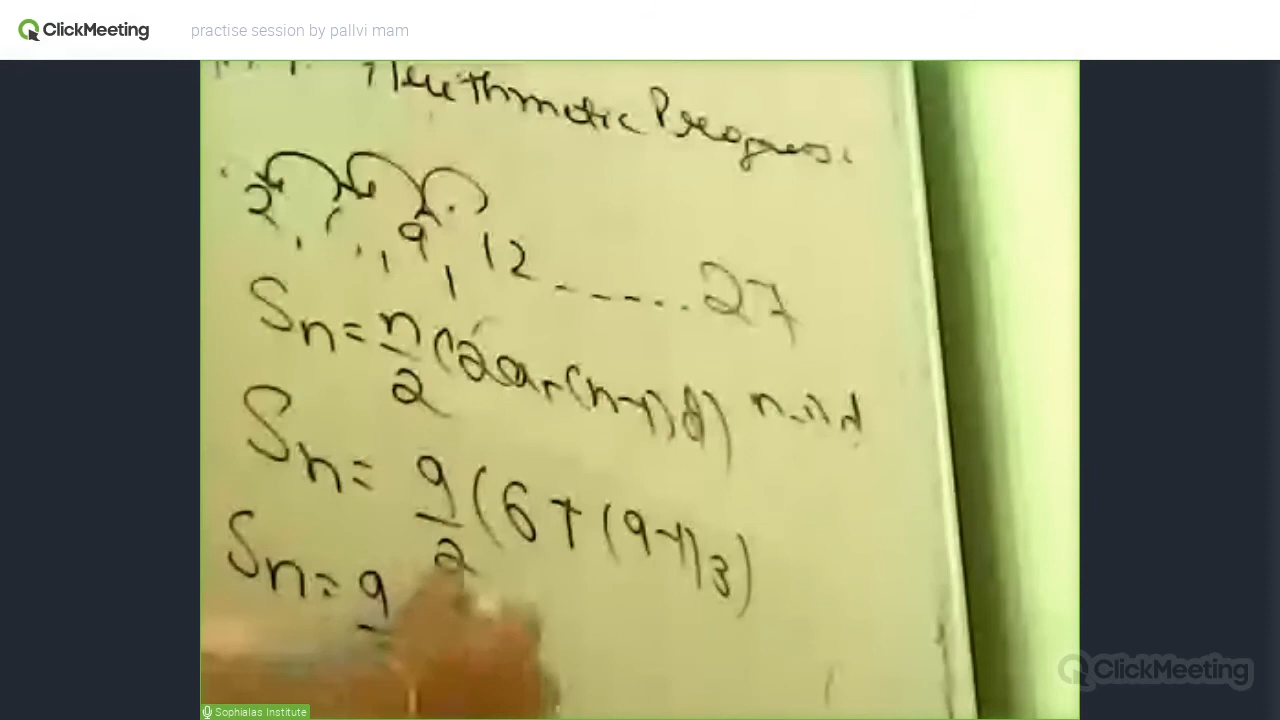 ClickMeeting practise session by pallvi mam
Arithmetic Progress.
9, 12 ------ 27
Sn = n/2 (2a+(n-1)d)
Sn = 9/2 (6 + (9-1)3)
Sn = 9
ClickMeeting
Sophialas Institute